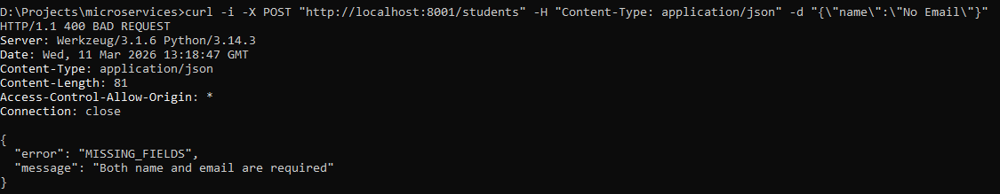 D:\Projects\microservices>curl -i -X POST "http://localhost:8001/students" -H "Content-Type: application/json" -d "{\"name\":\"No Email\"}"
HTTP/1.1 400 BAD REQUEST
Server: Werkzeug/3.1.6 Python/3.14.3
Date: Wed, 11 Mar 2026 13:18:47 GMT
Content-Type: application/json
Content-Length: 81
Access-Control-Allow-Origin: *
Connection: close

{
  "error": "MISSING_FIELDS",
  "message": "Both name and email are required"
}